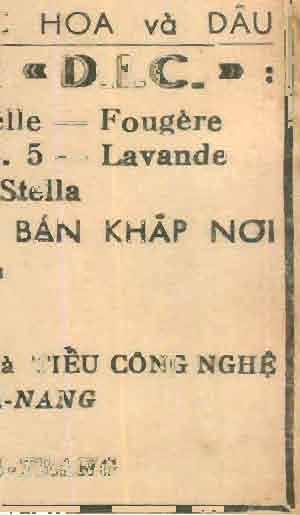 HOA và DẦU
« D.I.C. » :
elle — Fougère
. 5 — Lavande
Stella
BÁN KHẮP NƠI
à TIỂU CÔNG NGHỆ
-NANG